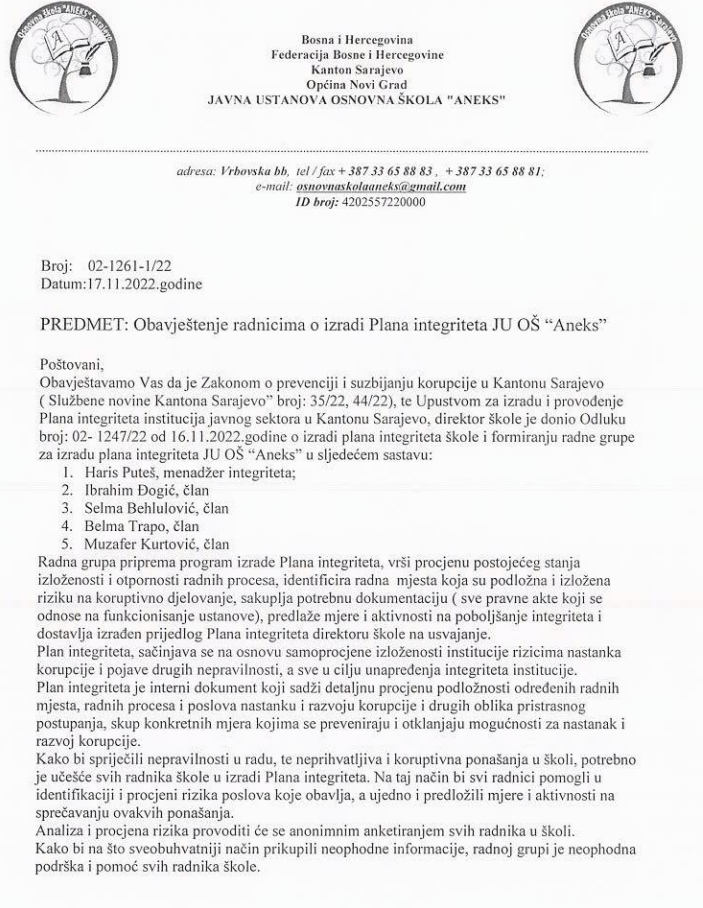 Osnovna škola "ANEKS" Sarajevo
Osnovna škola "ANEKS" Sarajevo
Bosna i Hercegovina
Federacija Bosne i Hercegovine
Kanton Sarajevo
Općina Novi Grad
JAVNA USTANOVA OSNOVNA ŠKOLA "ANEKS"
adresa: Vrbovska bb, tel / fax + 387 33 65 88 83 , + 387 33 65 88 81;
e-mail: osnovnaskolaaneks@gmail.com
ID broj: 4202557220000
Broj: 02-1261-1/22
Datum:17.11.2022.godine
PREDMET: Obavještenje radnicima o izradi Plana integriteta JU OŠ “Aneks”
Poštovani,
Obavještavamo Vas da je Zakonom o prevenciji i suzbijanju korupcije u Kantonu Sarajevo
( Službene novine Kantona Sarajevo” broj: 35/22, 44/22), te Upustvom za izradu i provođenje
Plana integriteta institucija javnog sektora u Kantonu Sarajevo, direktor škole je donio Odluku
broj: 02- 1247/22 od 16.11.2022.godine o izradi plana integriteta škole i formiranju radne grupe
za izradu plana integriteta JU OŠ “Aneks” u sljedećem sastavu:
1. Haris Puteš, menadžer integriteta;
2. Ibrahim Đogić, član
3. Selma Behlulović, član
4. Belma Trapo, član
5. Muzafer Kurtović, član
Radna grupa priprema program izrade Plana integriteta, vrši procjenu postojećeg stanja
izloženosti i otpornosti radnih procesa, identificira radna mjesta koja su podložna i izložena
riziku na koruptivno djelovanje, sakuplja potrebnu dokumentaciju ( sve pravne akte koji se
odnose na funkcionisanje ustanove), predlaže mjere i aktivnosti na poboljšanje integriteta i
dostavlja izrađen prijedlog Plana integriteta direktoru škole na usvajanje.
Plan integriteta, sačinjava se na osnovu samoprocjene izloženosti institucije rizicima nastanka
korupcije i pojave drugih nepravilnosti, a sve u cilju unapređenja integriteta institucije.
Plan integriteta je interni dokument koji sadži detaljnu procjenu podložnosti određenih radnih
mjesta, radnih procesa i poslova nastanku i razvoju korupcije i drugih oblika pristrasnog
postupanja, skup konkretnih mjera kojima se preveniraju i otklanjaju mogućnosti za nastanak i
razvoj korupcije.
Kako bi spriječili nepravilnosti u radu, te neprihvatljiva i koruptivna ponašanja u školi, potrebno
je učešće svih radnika škole u izradi Plana integriteta. Na taj način bi svi radnici pomogli u
identifikaciji i procjeni rizika poslova koje obavlja, a ujedno i predložili mjere i aktivnosti na
sprečavanju ovakvih ponašanja.
Analiza i procjena rizika provoditi će se anonimnim anketiranjem svih radnika u školi.
Kako bi na što sveobuhvatniji način prikupili neophodne informacije, radnoj grupi je neophodna
podrška i pomoć svih radnika škole.